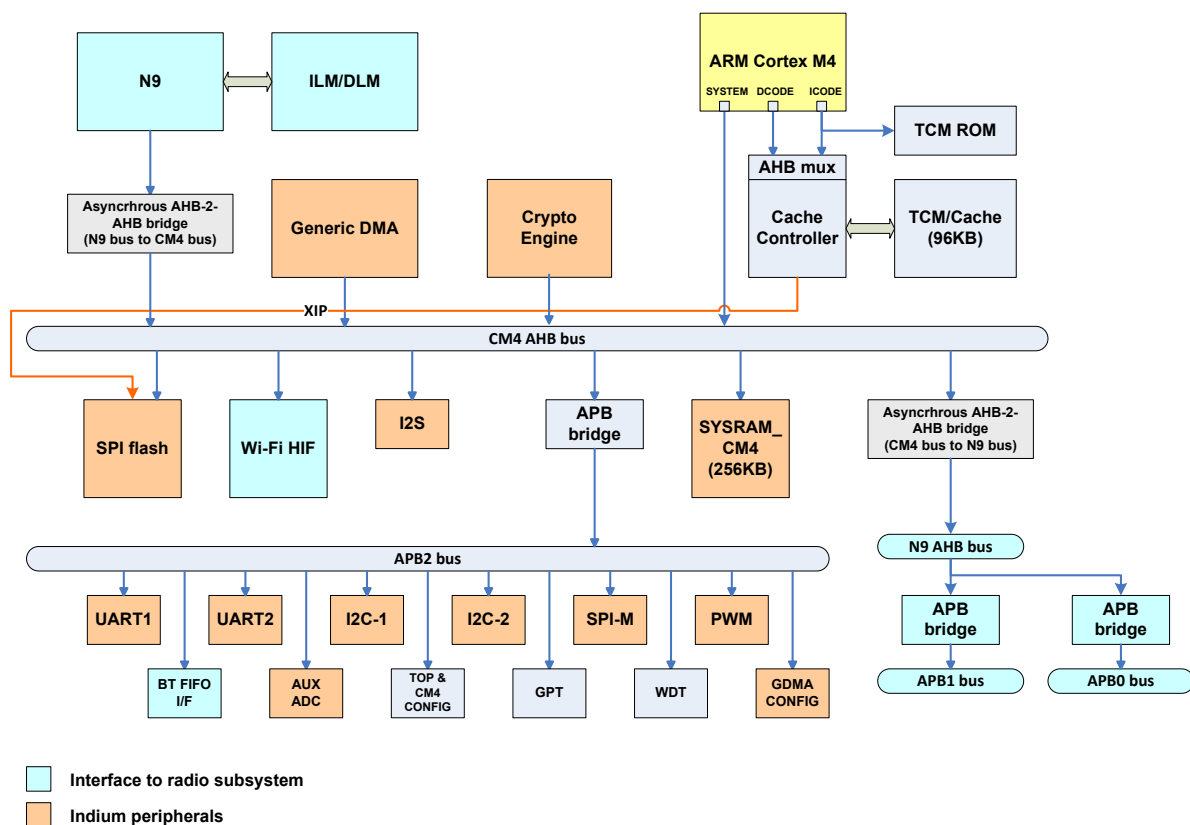 N9
ILM/DLM
ARM Cortex M4
SYSTEM
DCODE
ICODE
TCM ROM
AHB mux
Asyncrhrous AHB-2-
AHB bridge
(N9 bus to CM4 bus)
Generic DMA
Crypto
Engine
Cache
Controller
TCM/Cache
(96KB)
XIP
CM4 AHB bus
SPI flash
Wi-Fi HIF
I2S
APB
bridge
SYSRAM_
CM4
(256KB)
Asyncrhrous AHB-2-
AHB bridge
(CM4 bus to N9 bus)
N9 AHB bus
APB2 bus
UART1
UART2
I2C-1
I2C-2
SPI-M
PWM
APB
bridge
APB
bridge
BT FIFO
I/F
AUX
ADC
TOP &
CM4
CONFIG
GPT
WDT
GDMA
CONFIG
APB1 bus
APB0 bus
Interface to radio subsystem
Indium peripherals